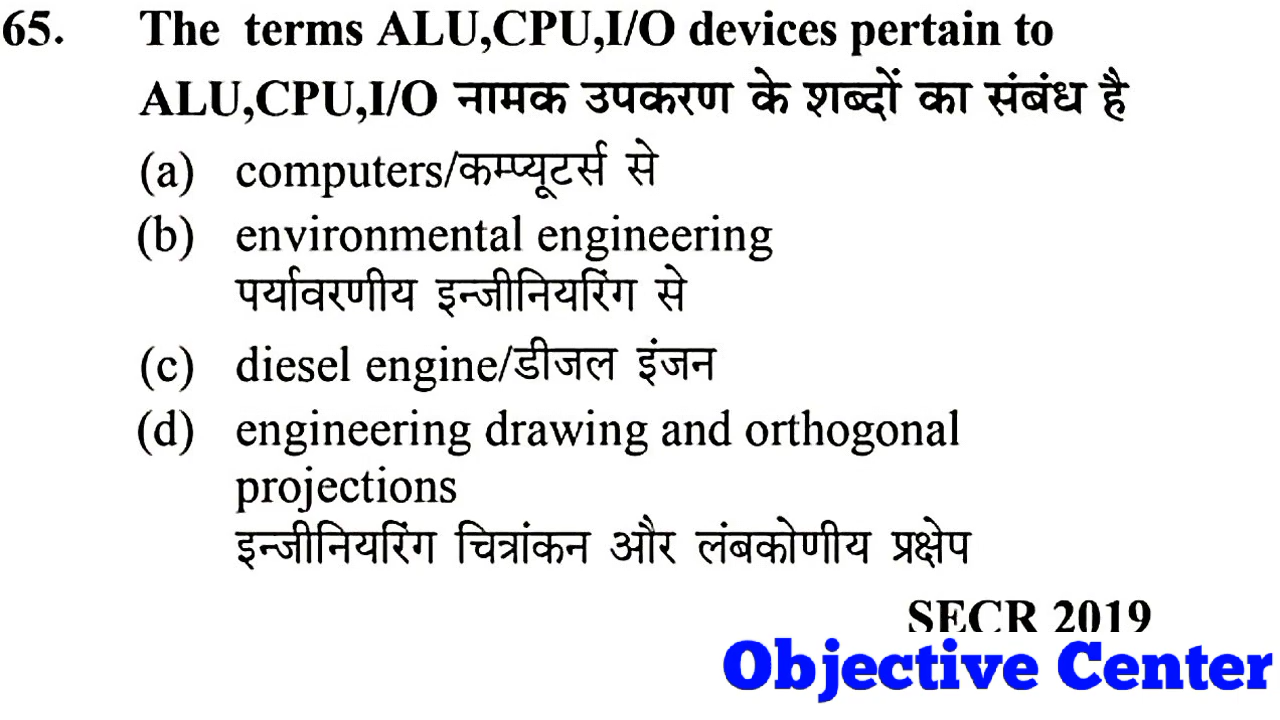 65. The terms ALU,CPU,I/O devices pertain to
ALU,CPU,I/O नामक उपकरण के शब्दों का संबंध है
(a) computers/कम्प्यूटर्स से
(b) environmental engineering
पर्यावरणीय इन्जीनियरिंग से
(c) diesel engine/डीजल इंजन
(d) engineering drawing and orthogonal
projections
इन्जीनियरिंग चित्रांकन और लंबकोणीय प्रक्षेप
SECR 2019
Objective Center